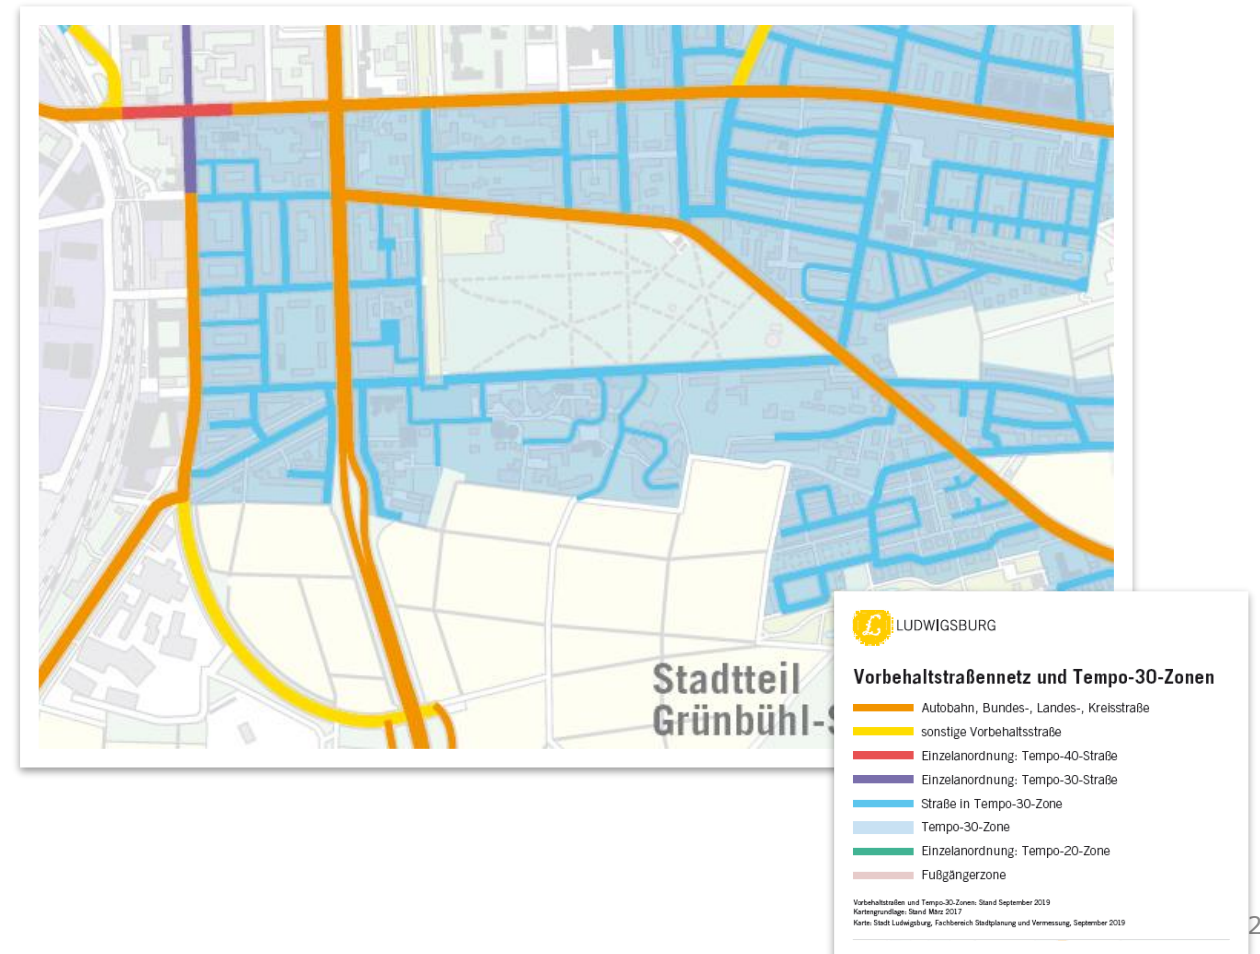 Stadtteil
Grünbühl-
LUDWIGSBURG
Vorbehaltstraßennetz und Tempo-30-Zonen
Autobahn, Bundes-, Landes-, Kreisstraße
sonstige Vorbehaltsstraße
Einzelanordnung: Tempo-40-Straße
Einzelanordnung: Tempo-30-Straße
Straße in Tempo-30-Zone
Tempo-30-Zone
Einzelanordnung: Tempo-20-Zone
Fußgängerzone
Vorbehaltstraßen und Tempo-30-Zonen: Stand September 2019
Kartengrundlage: Stand März 2017
Karte: Stadt Ludwigsburg, Fachbereich Stadtplanung und Vermessung, September 2019
2